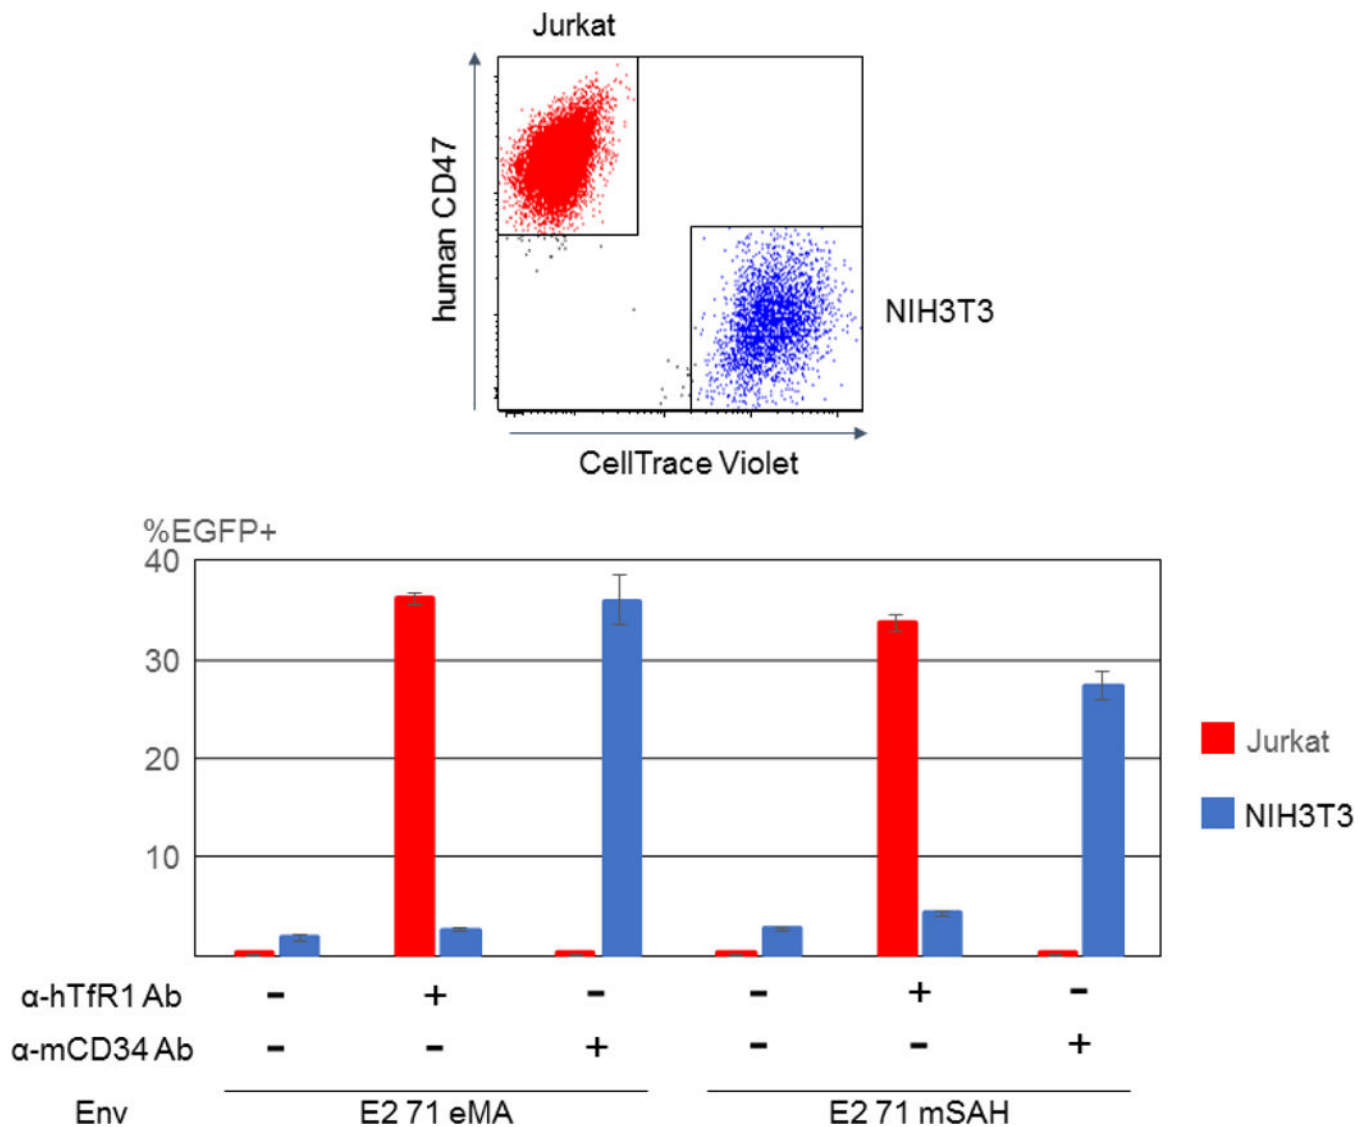 Jurkat
human CD47
NIH3T3
CellTrace Violet
%EGFP+
40
30
20
10
Jurkat
NIH3T3
α-hTfR1 Ab - + - - + -
α-mCD34 Ab - - + - - +
Env E2 71 eMA E2 71 mSAH